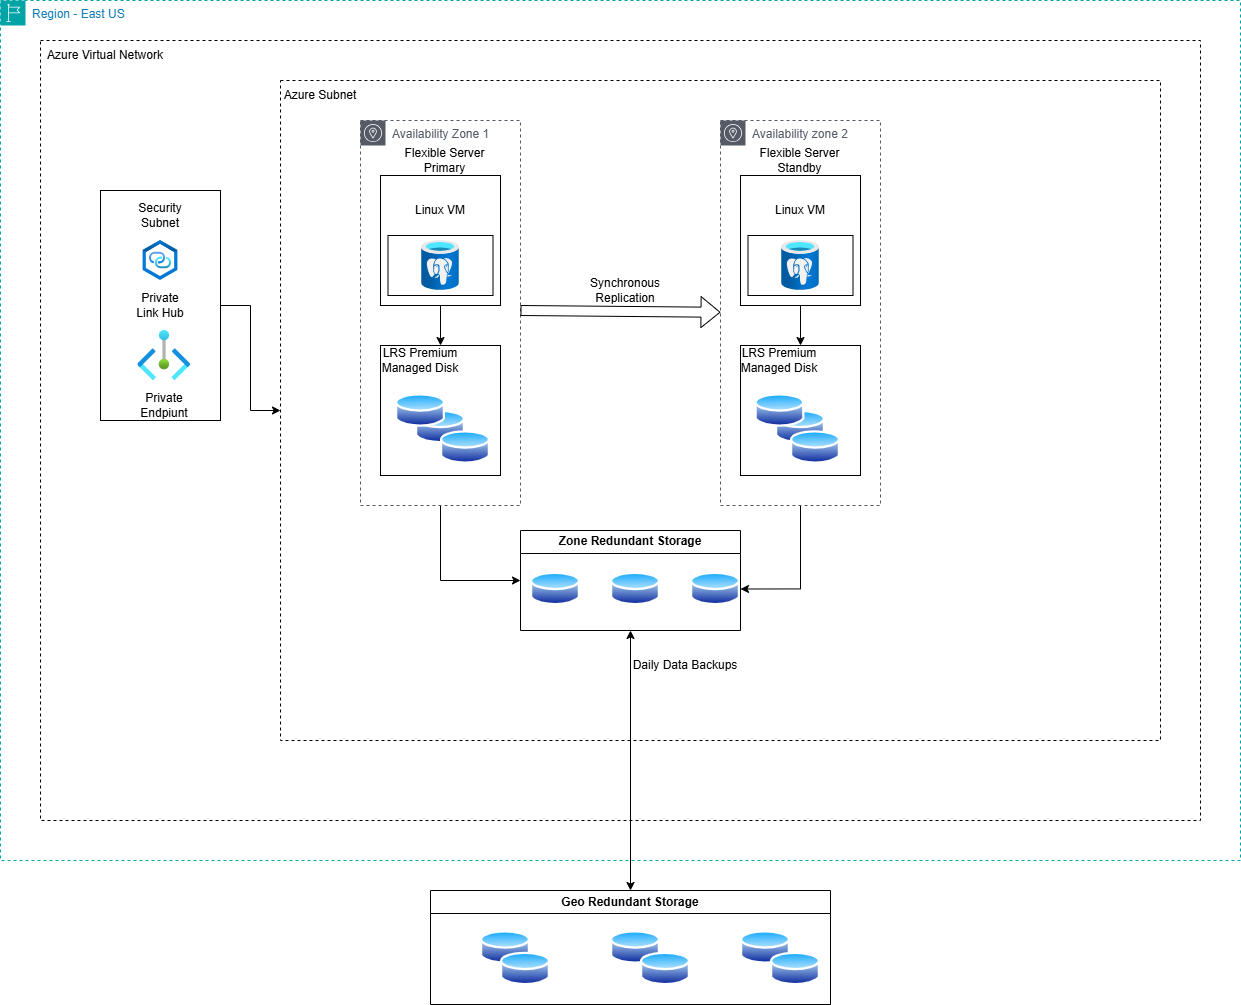 Region - East US
Azure Virtual Network
Azure Subnet
Availability Zone 1
Flexible Server
Primary
Linux VM
LRS Premium
Managed Disk
Availability zone 2
Flexible Server
Standby
Linux VM
LRS Premium
Managed Disk
Security
Subnet
Private
Link Hub
Private
Endpiunt
Synchronous
Replication
Zone Redundant Storage
Daily Data Backups
Geo Redundant Storage